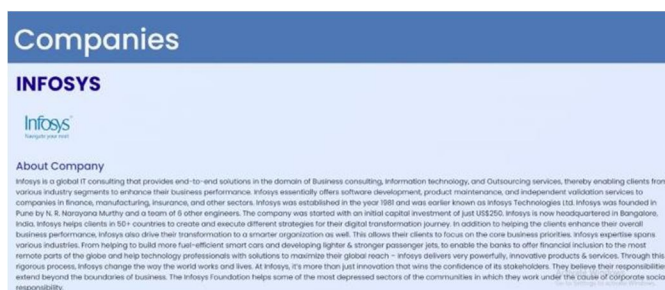 Companies
INFOSYS
Infosys
Navigate your next
About Company
Infosys is a global IT consulting that provides end-to-end solutions in the domain of Business consulting, Information technology, and Outsourcing services, thereby enabling clients from
various industry segments to enhance their business performance. Infosys essentially offers software development, product maintenance, and independent validation services to
companies in finance, manufacturing, insurance, and other sectors. Infosys was established in the year 1981 and was earlier known as Infosys Technologies Ltd. Infosys was founded in
Pune by N. R. Narayana Murthy and a team of 6 other engineers. The company was started with an initial capital investment of just US$250. Infosys is now headquartered in Bangalore,
India. Infosys helps clients in 50+ countries to create and execute different strategies for their digital transformation journey. In addition to helping the clients enhance their overall
business performance, Infosys also drive their transformation to a smarter organization as well. This allows their clients to focus on the core business priorities. Infosys expertise spans
various industries. From helping to build more fuel-efficient smart cars and developing lighter & stronger passenger jets, to enable the banks to offer financial inclusion to the most
remote parts of the globe and help technology professionals with solutions to maximize their global reach – Infosys delivers very powerfully, innovative products & services. Through this
rigorous process, Infosys change the way the world works and lives. At Infosys, it's more than just innovation that wins the confidence of its stakeholders. They believe their responsibilitie
extend beyond the boundaries of business. The Infosys Foundation helps some of the most depressed sectors of the communities in which they work under the cause of corporate socia
responsibility.
Go to Settings to activate Windows.